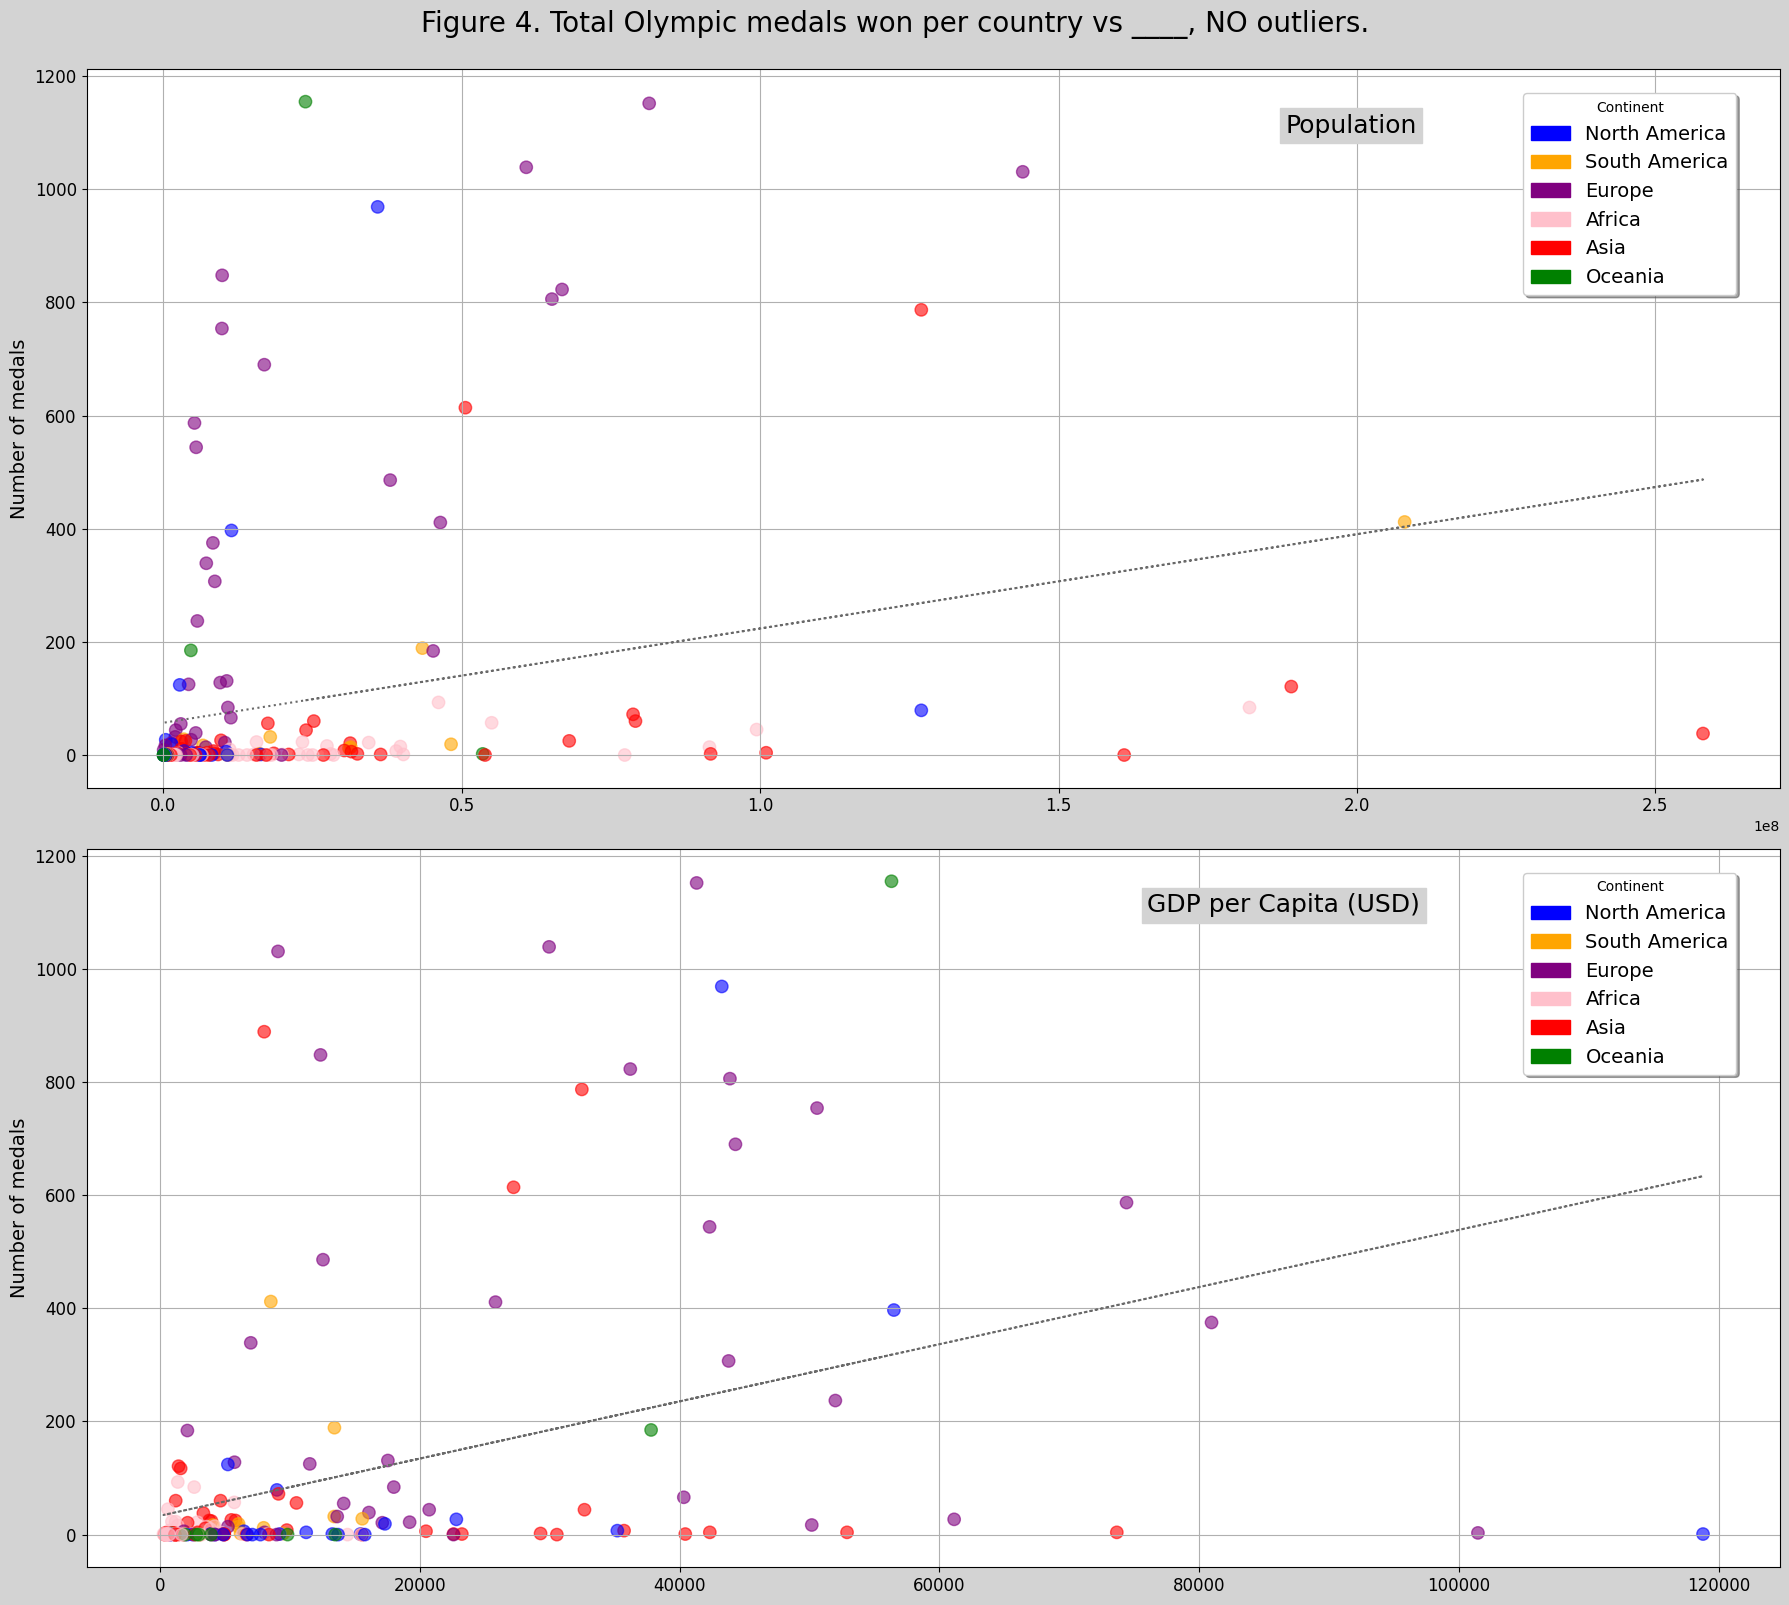 Figure 4. Total Olympic medals won per country vs ____, NO outliers.
1200
1000
800
600
400
200
0
Number of medals
Population
Continent
North America
South America
Europe
Africa
Asia
Oceania
0.0 0.5 1.0 1.5 2.0 2.5
1e8
1200
1000
800
600
400
200
0
Number of medals
GDP per Capita (USD)
Continent
North America
South America
Europe
Africa
Asia
Oceania
0 20000 40000 60000 80000 100000 120000